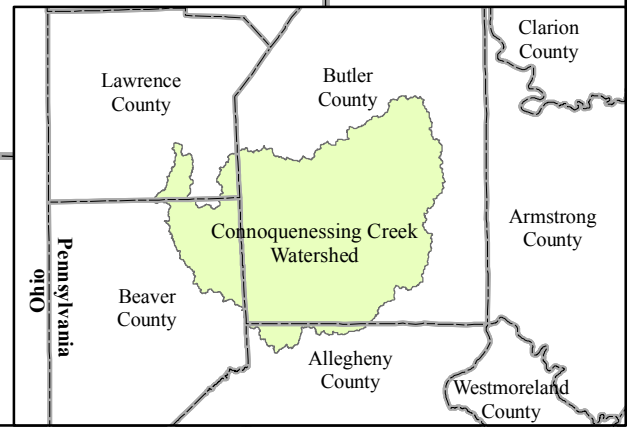 Clarion
County
Lawrence
County
Butler
County
Armstrong
County
Connoquenessing Creek
Watershed
Pennsylvania
Ohio
Beaver
County
Allegheny
County
Westmoreland
County